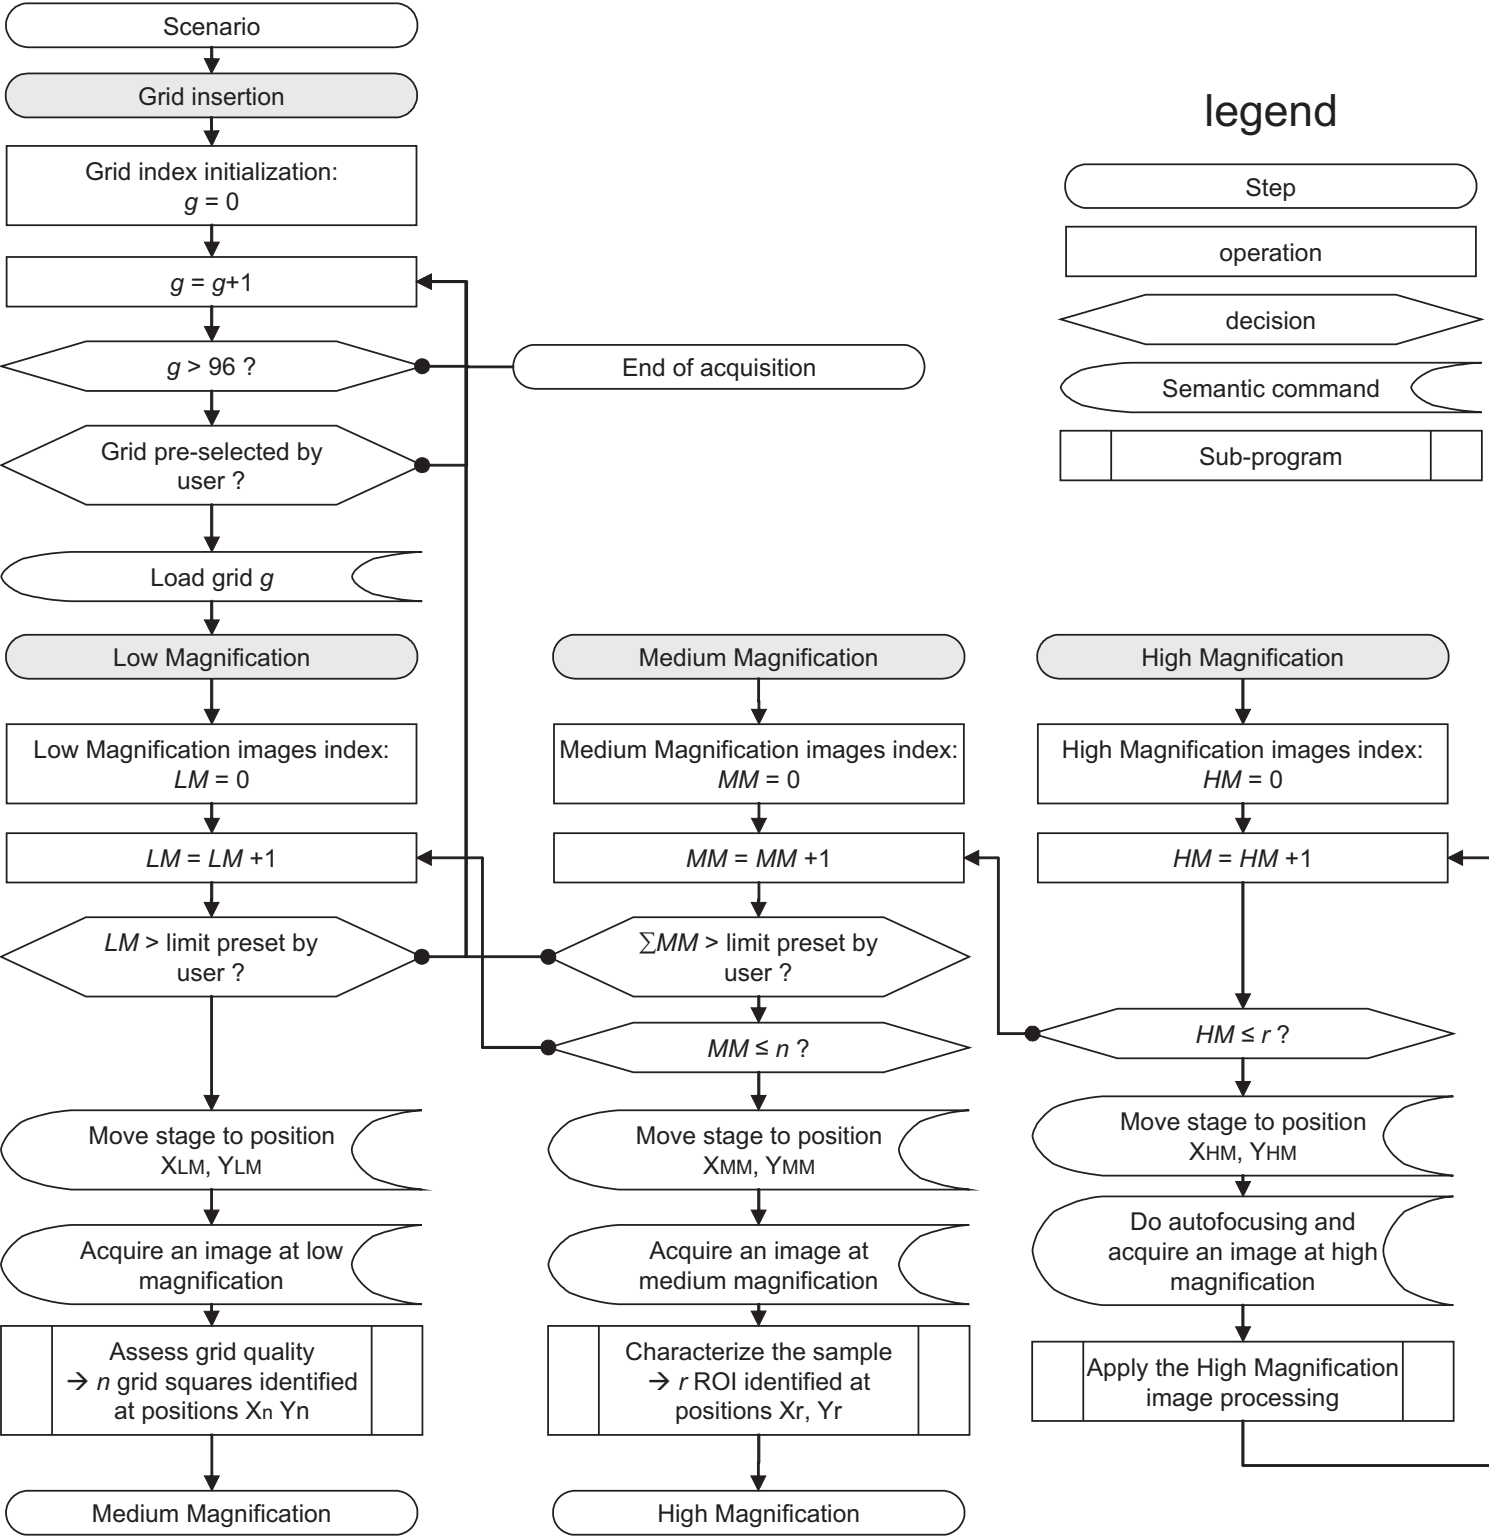 Scenario
Grid insertion
Grid index initialization:
g = 0
g = g+1
g > 96 ?
End of acquisition
Grid pre-selected by
user ?
Load grid g
legend
Step
operation
decision
Semantic command
Sub-program
Low Magnification
Low Magnification images index:
LM = 0
LM = LM +1
LM > limit preset by
user ?
Move stage to position
XLM, YLM
Acquire an image at low
magnification
Assess grid quality
→ n grid squares identified
at positions Xn Yn
Medium Magnification
Medium Magnification
Medium Magnification images index:
MM = 0
MM = MM +1
∑MM > limit preset by
user ?
MM ≤ n ?
Move stage to position
XMM, YMM
Acquire an image at
medium magnification
Characterize the sample
→ r ROI identified at
positions Xr, Yr
High Magnification
High Magnification
High Magnification images index:
HM = 0
HM = HM +1
HM ≤ r ?
Move stage to position
XHM, YHM
Do autofocusing and
acquire an image at high
magnification
Apply the High Magnification
image processing